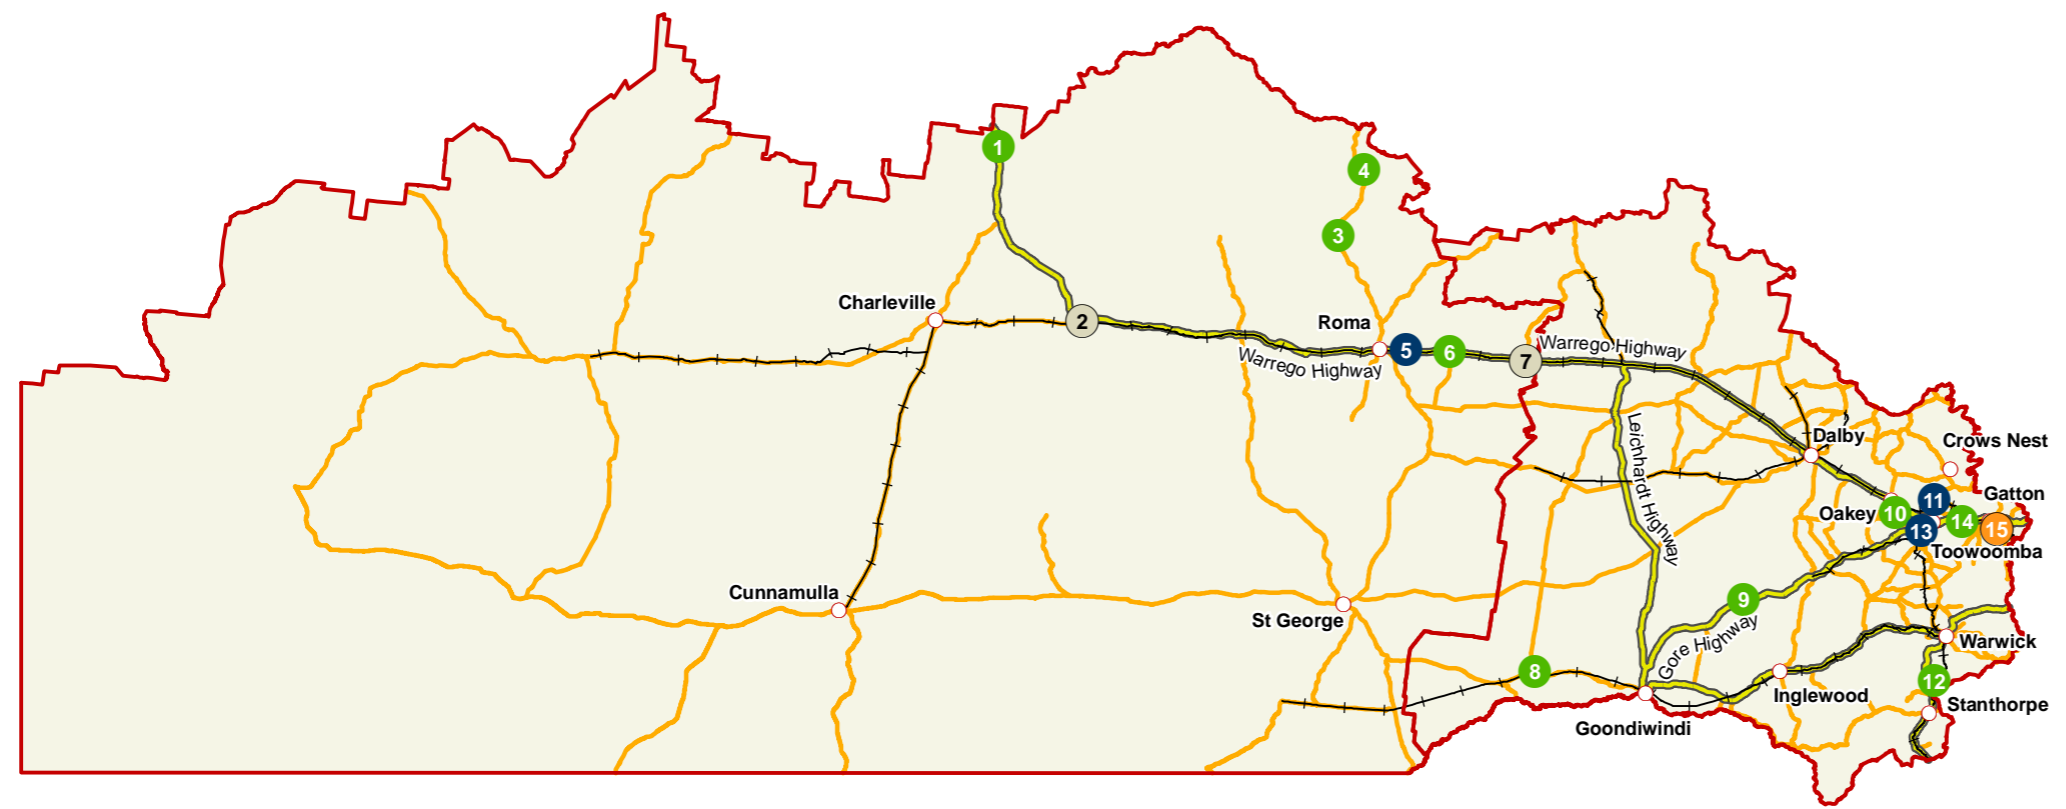 1
4
3
Charleville
2
Roma
5
6
7
Warrego Highway
Warrego Highway
Leichhardt Highway
Dalby
Crows Nest
Gatton
11
10
Oakey
14
15
13
Toowoomba
Cunnamulla
St George
9
Gore Highway
Warwick
8
12
Inglewood
Stanthorpe
Goondiwindi